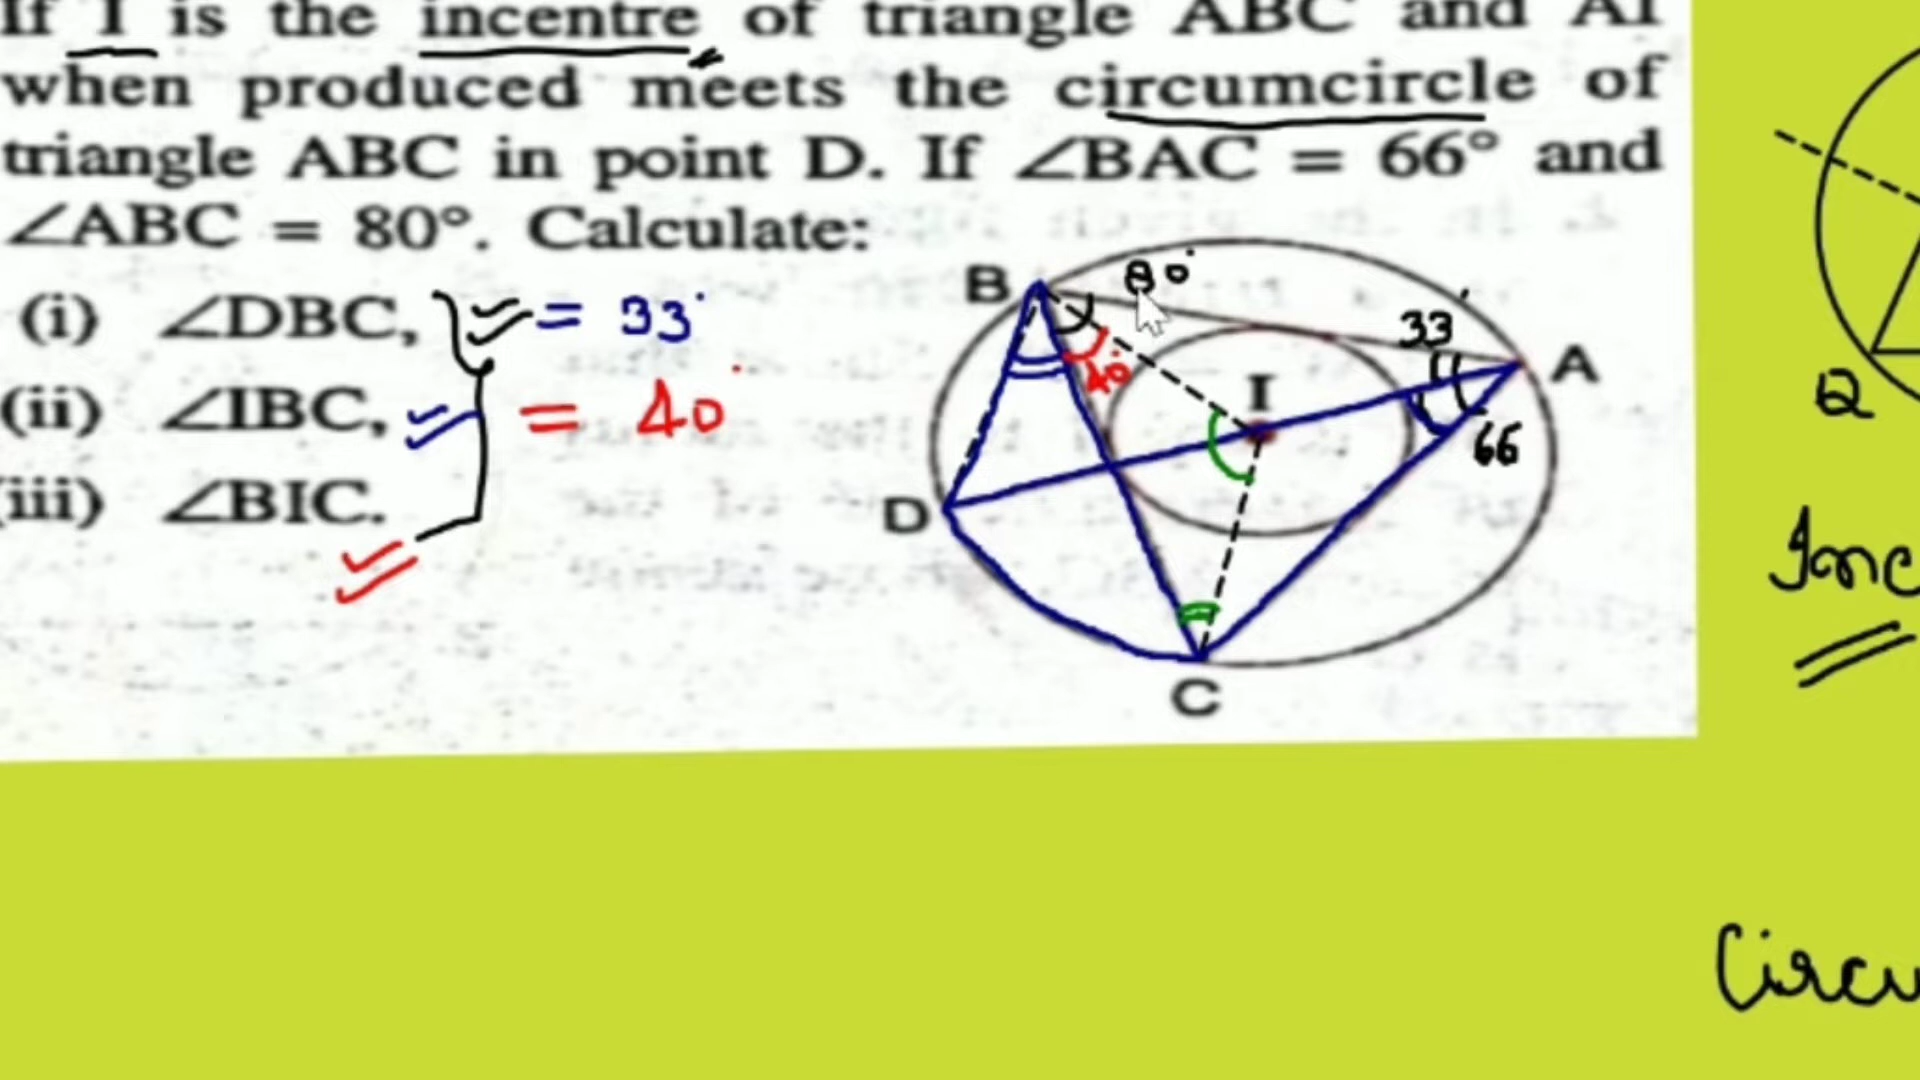 If I is the incentre of triangle ABC and AI
when produced meets the circumcircle of
triangle ABC in point D. If ∠BAC = 66° and
∠ABC = 80°. Calculate:
(i) ∠DBC, = 33°
(ii) ∠IBC, = 40°
(iii) ∠BIC.
B 80°
33°
A
I
40°
66
D
C
Q